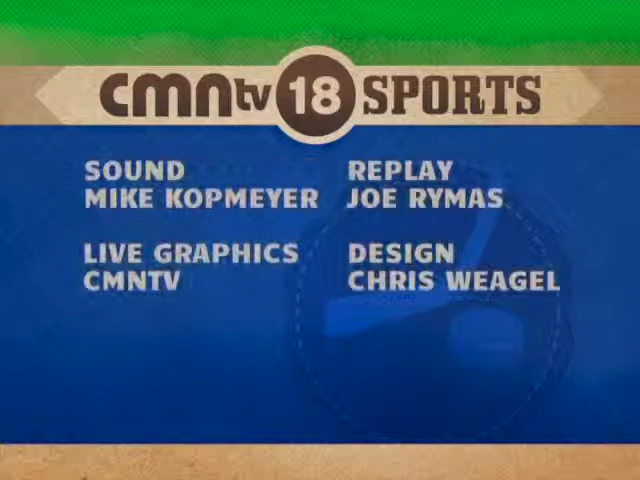 cmntv 18 SPORTS
SOUND
MIKE KOPMEYER
REPLAY
JOE RYMAS
LIVE GRAPHICS
CMNTV
DESIGN
CHRIS WEAGEL